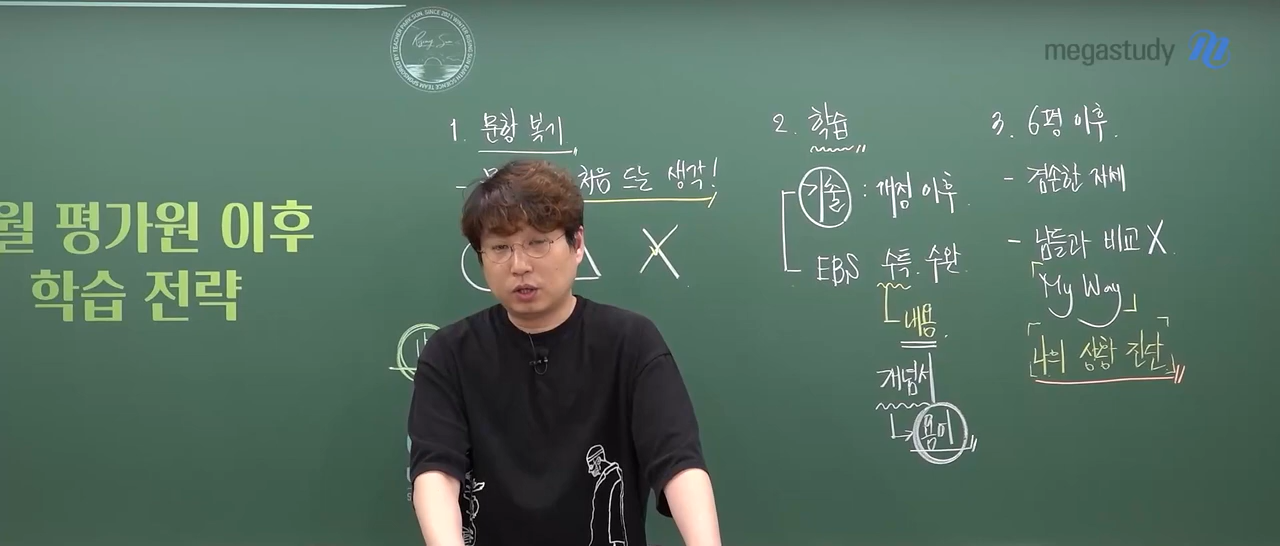 Rising Sun
megastudy
월 평가원 이후
학습 전략
1. 문항 복기
처음 드는 생각!
X
2. 학습
기출 : 개정 이후
EBS 수특. 수완.
내용.
개념서
용어
3. 6평 이후.
- 겸손한 자세
- 남들과 비교 X.
「My Way」
나의 상황 진단